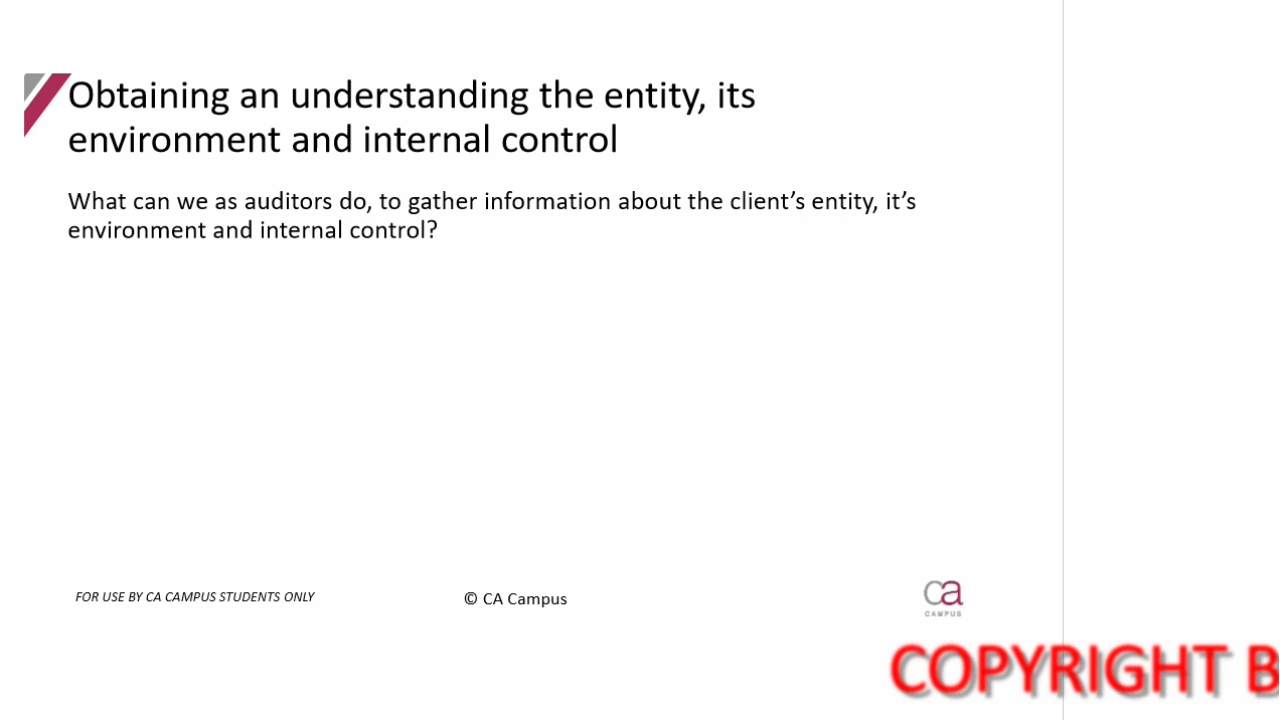 Obtaining an understanding the entity, its
environment and internal control
What can we as auditors do, to gather information about the client’s entity, it’s
environment and internal control?
FOR USE BY CA CAMPUS STUDENTS ONLY
© CA Campus
ca
CAMPUS
COPYRIGHT B